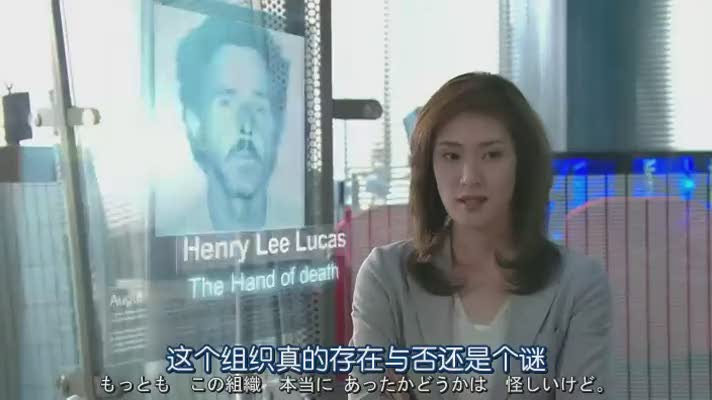 Henry Lee Lucas
The Hand of death
这个组织真的存在与否还是个谜
もっとも この組織 本当に あったかどうかは 怪しいけど。